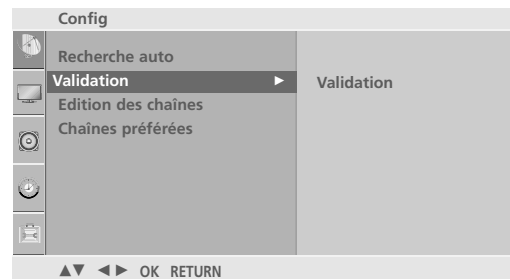 Config
Recherche auto
Validation ► Validation
Edition des chaînes
Chaînes préférées
▲▼ ◄► OK RETURN